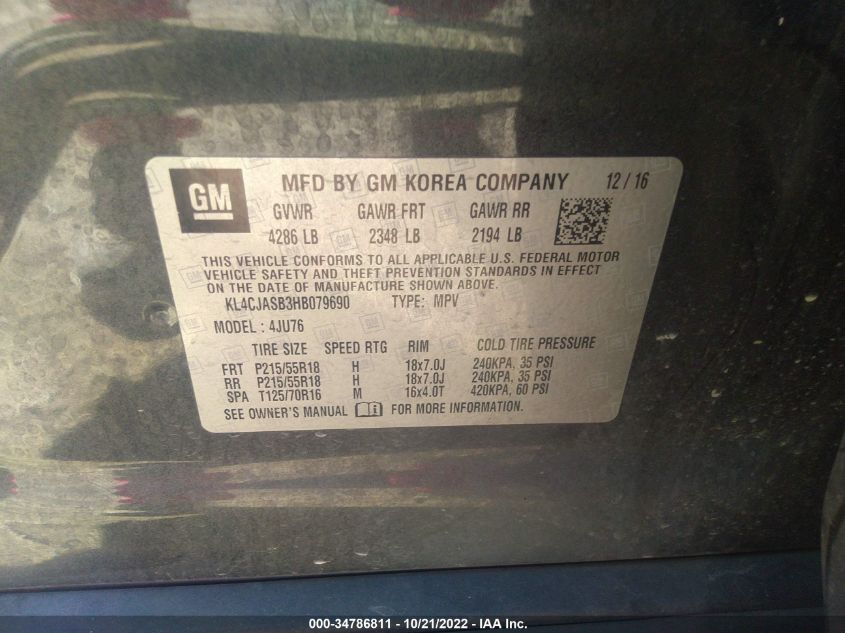 GM MFD BY GM KOREA COMPANY 12 / 16
GVWR GAWR FRT GAWR RR
4286 LB 2348 LB 2194 LB
THIS VEHICLE CONFORMS TO ALL APPLICABLE U.S. FEDERAL MOTOR
VEHICLE SAFETY AND THEFT PREVENTION STANDARDS IN EFFECT
ON THE DATE OF MANUFACTURE SHOWN ABOVE.
KL4CJASB3HB079690 TYPE: MPV
MODEL : 4JU76
TIRE SIZE SPEED RTG RIM COLD TIRE PRESSURE
FRT P215/55R18 H 18x7.0J 240KPA, 35 PSI
RR P215/55R18 H 18x7.0J 240KPA, 35 PSI
SPA T125/70R16 M 16x4.0T 420KPA, 60 PSI
SEE OWNER'S MANUAL FOR MORE INFORMATION.
000-34786811 - 10/21/2022 - IAA Inc.